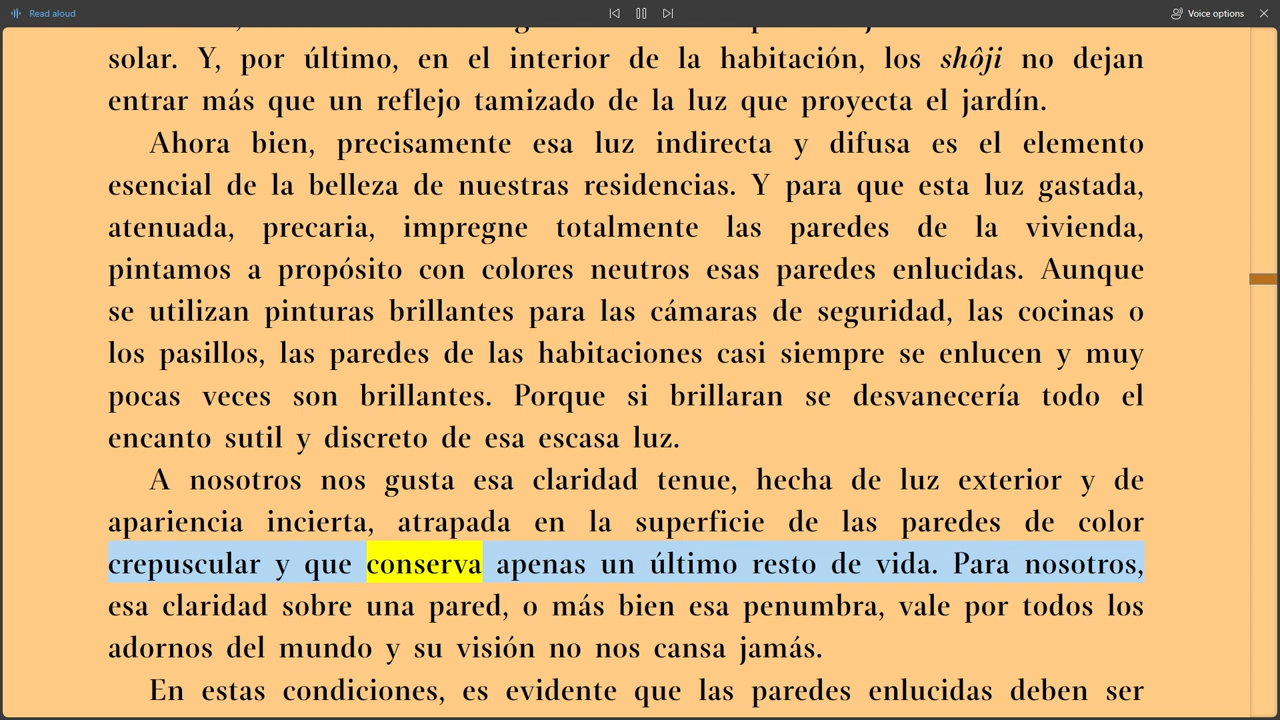 Read aloud
Voice options
solar. Y, por último, en el interior de la habitación, los shôji no dejan
entrar más que un reflejo tamizado de la luz que proyecta el jardín.
Ahora bien, precisamente esa luz indirecta y difusa es el elemento
esencial de la belleza de nuestras residencias. Y para que esta luz gastada,
atenuada, precaria, impregne totalmente las paredes de la vivienda,
pintamos a propósito con colores neutros esas paredes enlucidas. Aunque
se utilizan pinturas brillantes para las cámaras de seguridad, las cocinas o
los pasillos, las paredes de las habitaciones casi siempre se enlucen y muy
pocas veces son brillantes. Porque si brillaran se desvanecería todo el
encanto sutil y discreto de esa escasa luz.
A nosotros nos gusta esa claridad tenue, hecha de luz exterior y de
apariencia incierta, atrapada en la superficie de las paredes de color
crepuscular y que conserva apenas un último resto de vida. Para nosotros,
esa claridad sobre una pared, o más bien esa penumbra, vale por todos los
adornos del mundo y su visión no nos cansa jamás.
En estas condiciones, es evidente que las paredes enlucidas deben ser